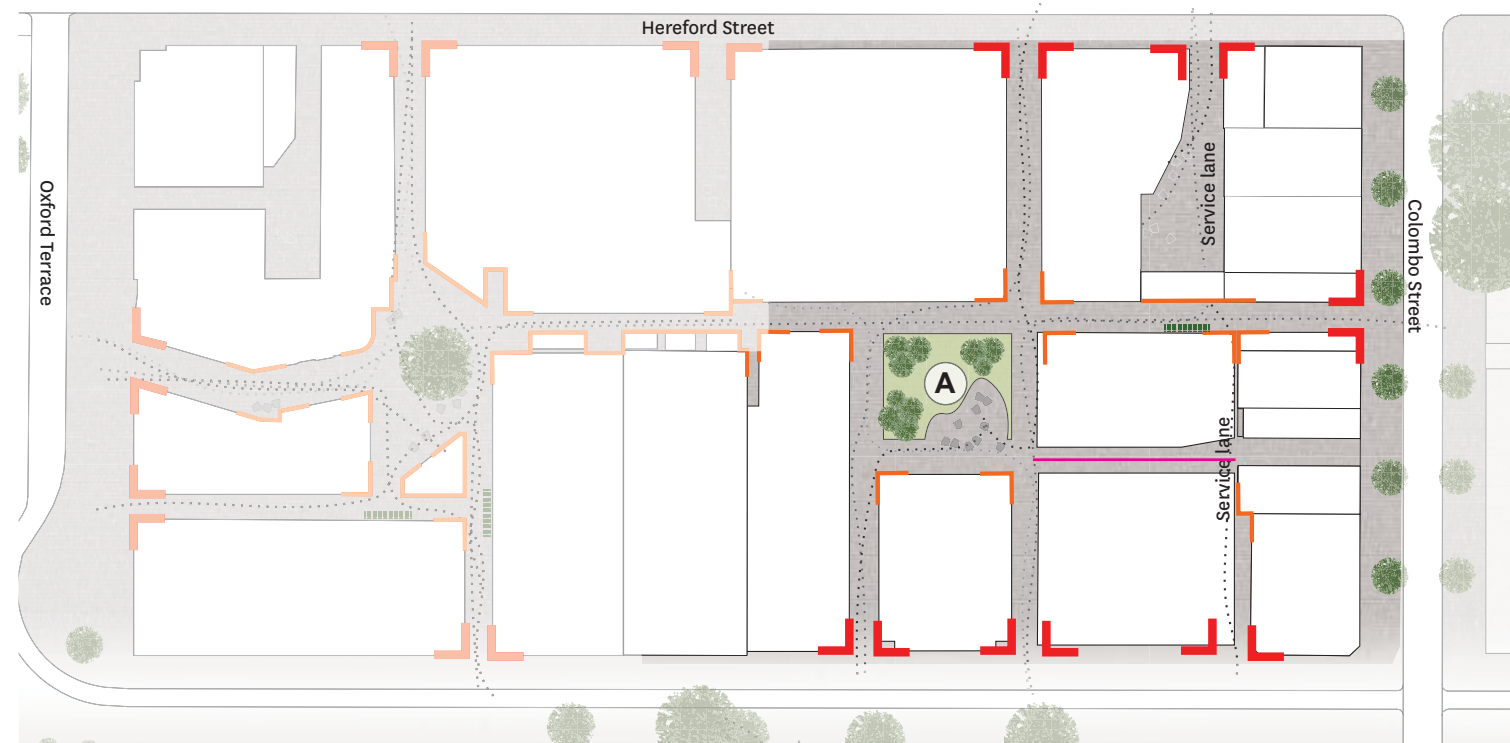 Hereford Street
Oxford Terrace
Service lane
Colombo Street
A
Service lane